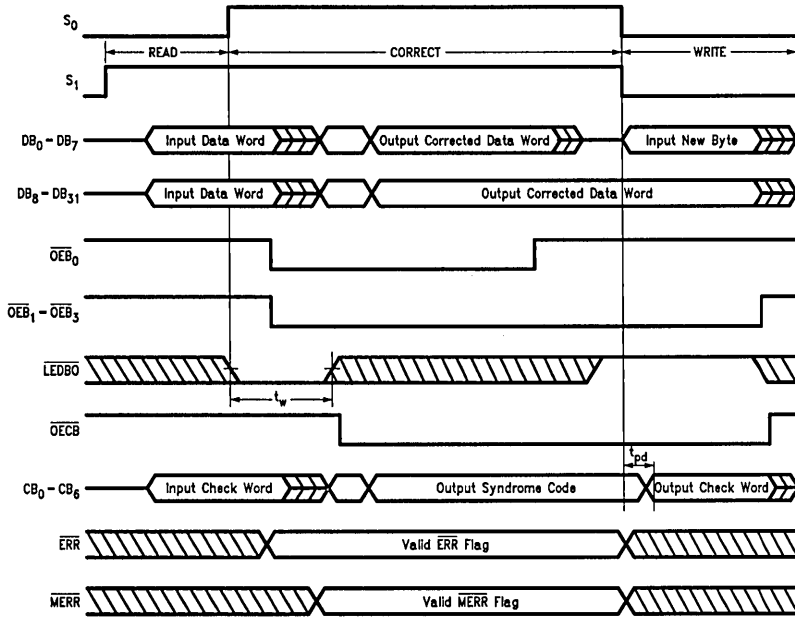 S0
READ CORRECT WRITE
S1
DB0 – DB7 Input Data Word Output Corrected Data Word Input New Byte
DB8 – DB31 Input Data Word Output Corrected Data Word
OEB0
OEB1 – OEB3
LEDBO
tw
OECB
tpd
CB0 – CB6 Input Check Word Output Syndrome Code Output Check Word
ERR Valid ERR Flag
MERR Valid MERR Flag